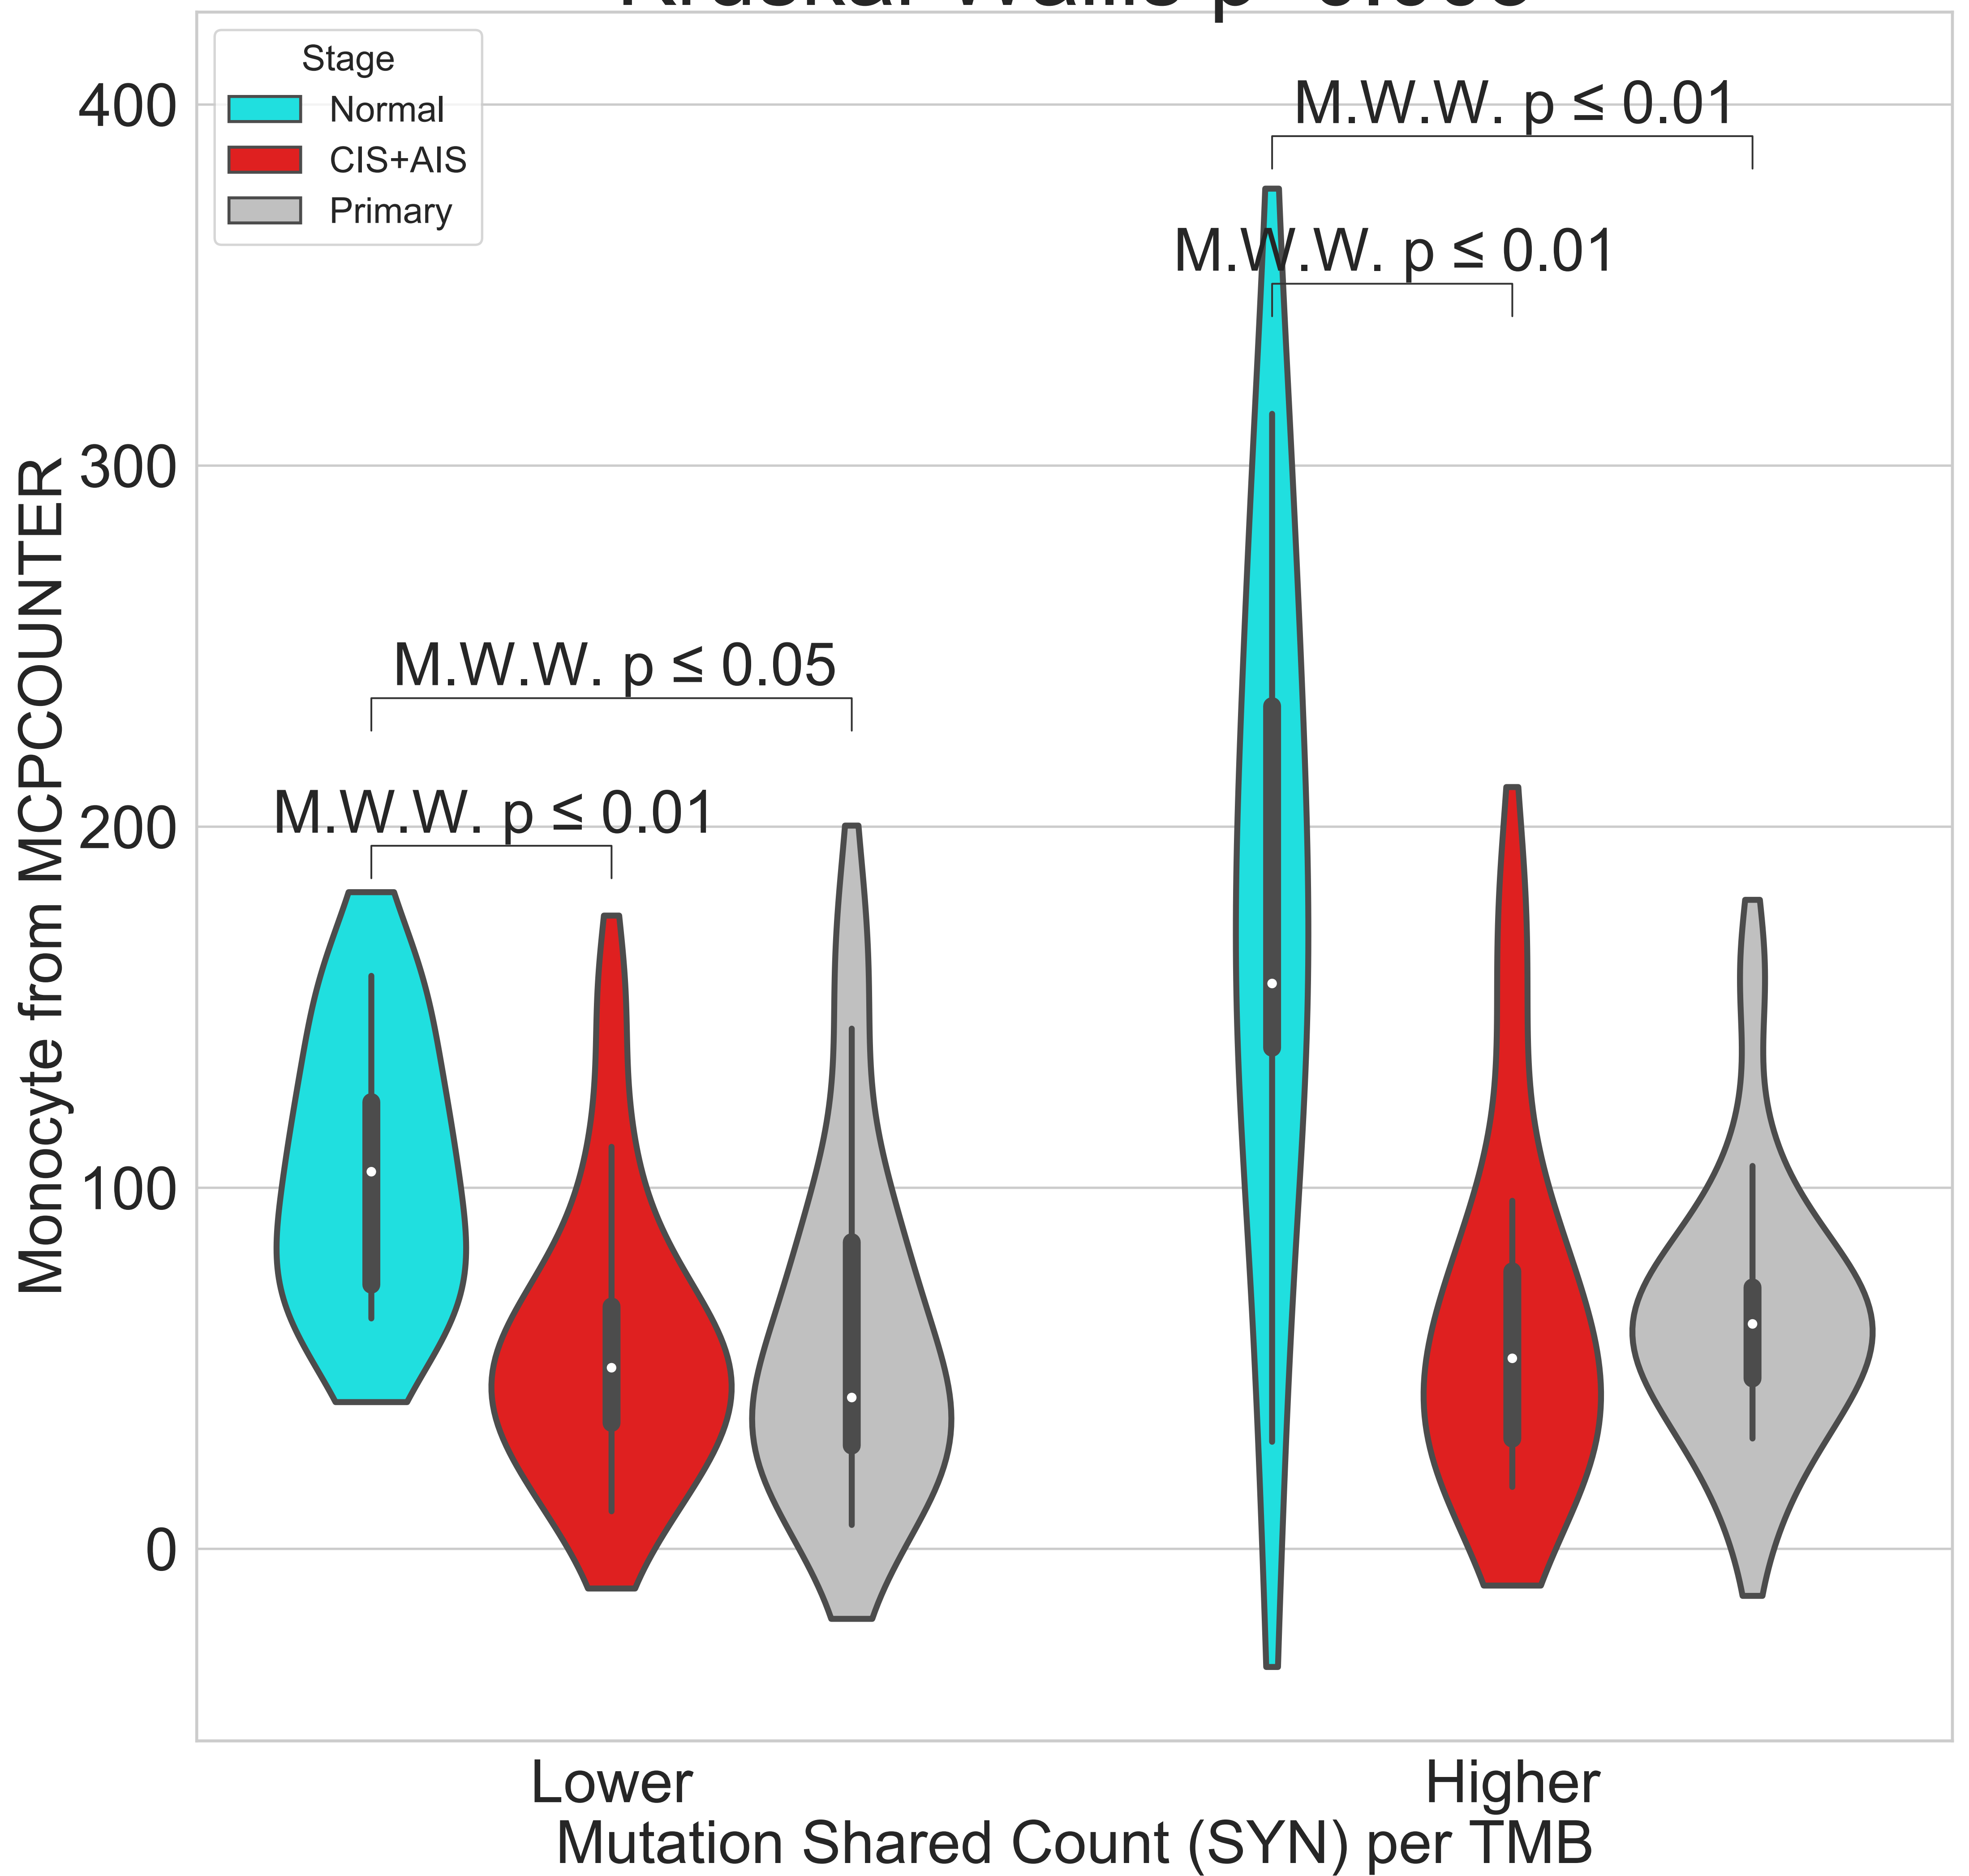 Stage
Normal
CIS+AIS
Primary
400
300
200
100
0
Monocyte from MCPCOUNTER
M.W.W. p ≤ 0.01
M.W.W. p ≤ 0.01
M.W.W. p ≤ 0.05
M.W.W. p ≤ 0.01
Lower
Higher
Mutation Shared Count (SYN) per TMB